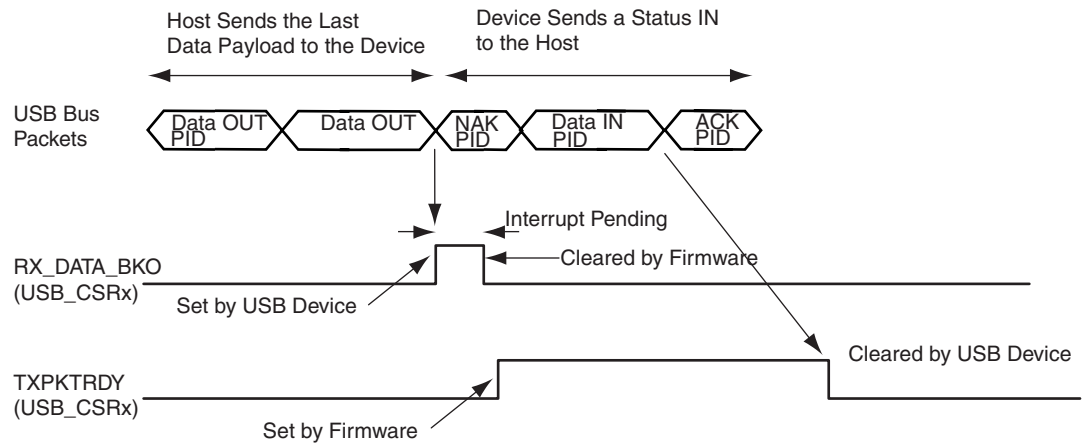 Host Sends the Last
Data Payload to the Device
Device Sends a Status IN
to the Host
USB Bus
Packets
Data OUT
PID
Data OUT
NAK
PID
Data IN
PID
ACK
PID
Interrupt Pending
RX_DATA_BKO
(USB_CSRx)
Cleared by Firmware
Set by USB Device
Cleared by USB Device
TXPKTRDY
(USB_CSRx)
Set by Firmware